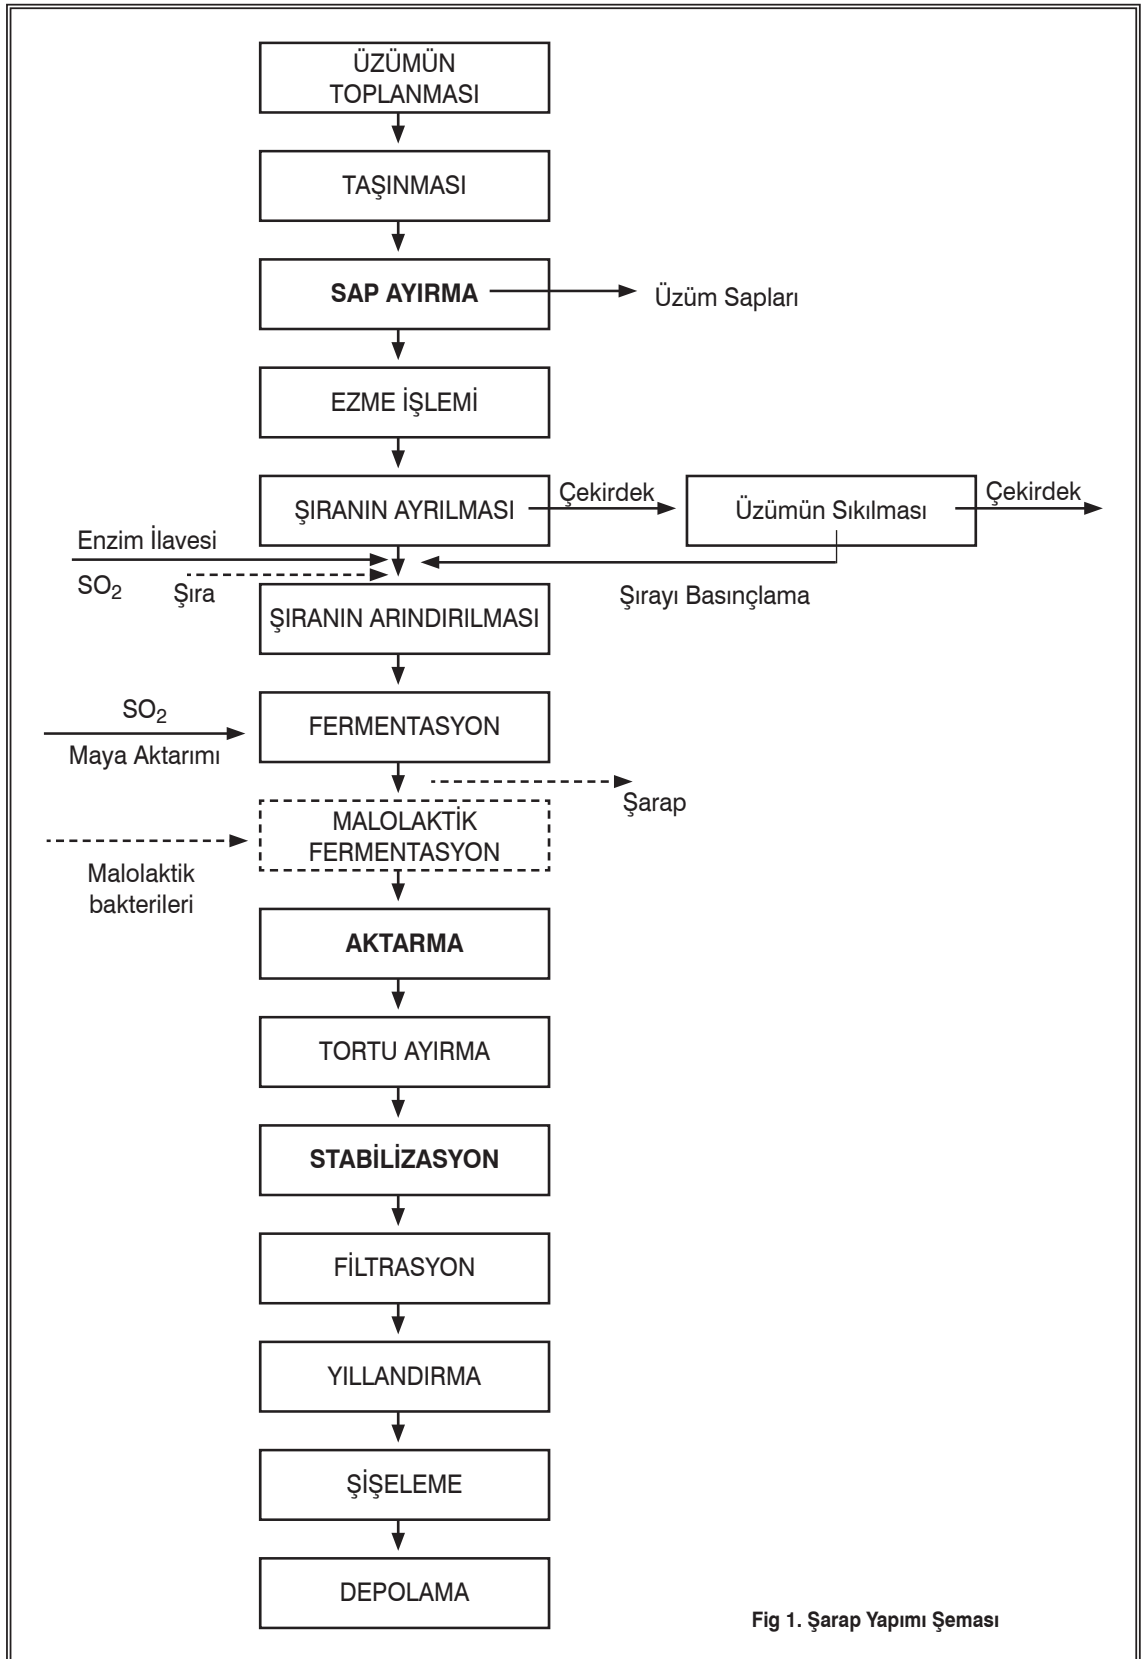 ÜZÜMÜN
TOPLANMASI
TAŞINMASI
SAP AYIRMA
Üzüm Sapları
EZME İŞLEMİ
ŞIRANIN AYRILMASI
Çekirdek
Üzümün Sıkılması
Çekirdek
Enzim İlavesi
SO₂
Şıra
Şırayı Basınçlama
ŞIRANIN ARINDIRILMASI
SO₂
Maya Aktarımı
FERMENTASYON
Şarap
MALOLAKTİK
FERMENTASYON
Malolaktik
bakterileri
AKTARMA
TORTU AYIRMA
STABİLİZASYON
FİLTRASYON
YILLANDIRMA
ŞİŞELEME
DEPOLAMA
Fig 1. Şarap Yapımı Şeması